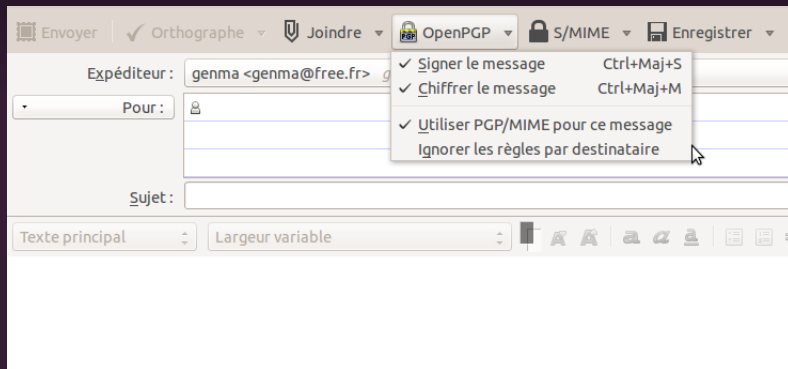 Envoyer Orthographe Joindre OpenPGP S/MIME Enregistrer
Expéditeur : genma <genma@free.fr> g
Signer le message Ctrl+Maj+S
Pour :
Chiffrer le message Ctrl+Maj+M
Utiliser PGP/MIME pour ce message
Ignorer les règles par destinataire
Sujet :
Texte principal Largeur variable